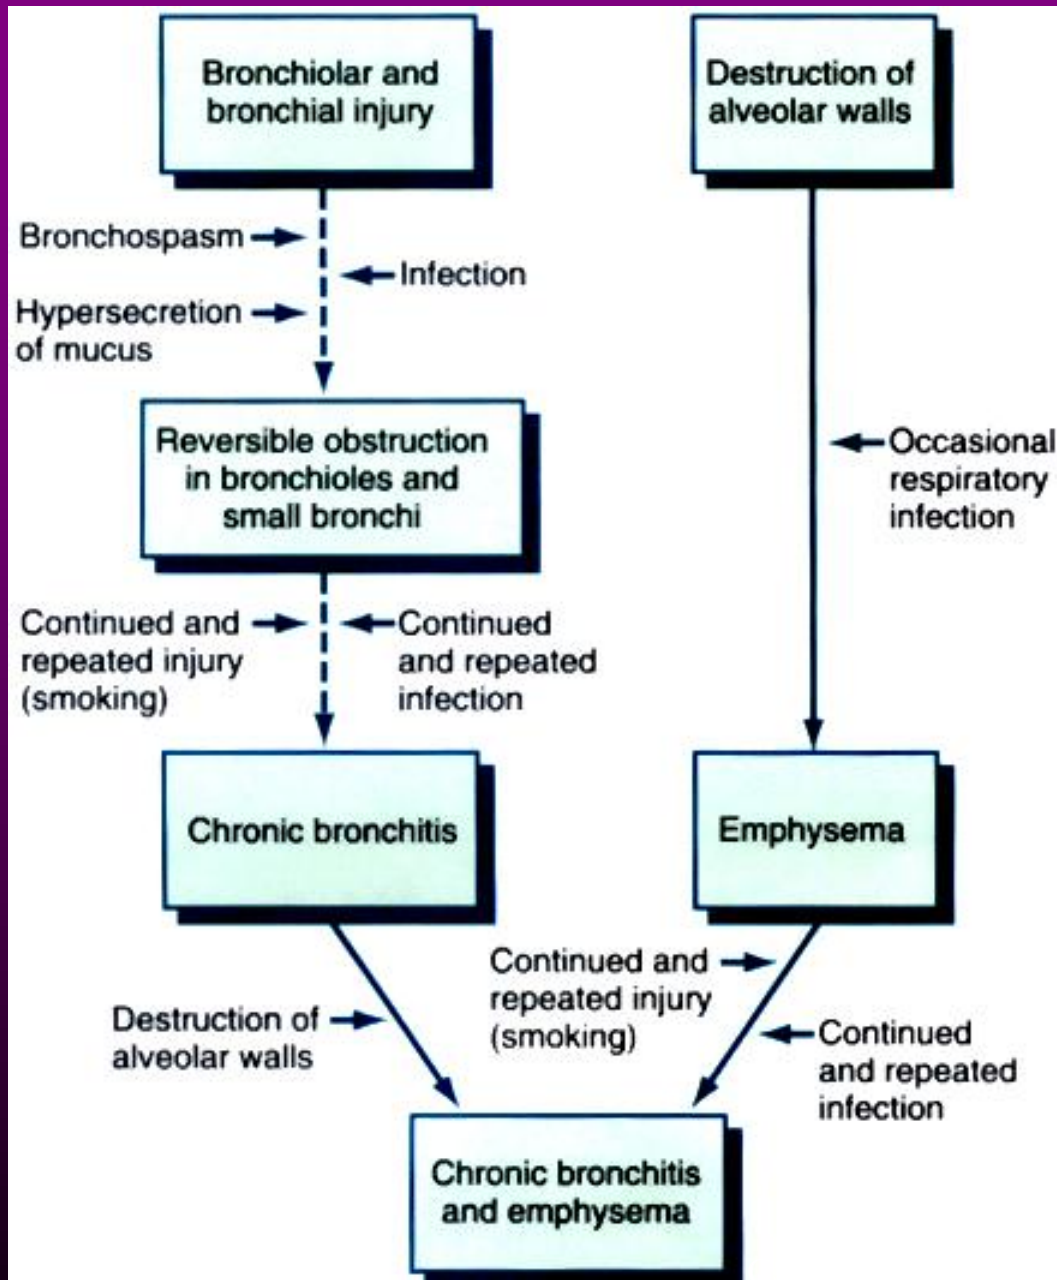 Bronchiolar and
bronchial injury
Destruction of
alveolar walls
Bronchospasm
Infection
Hypersecretion
of mucus
Reversible obstruction
in bronchioles and
small bronchi
Occasional
respiratory
infection
Continued and
repeated injury
(smoking)
Continued
and repeated
infection
Chronic bronchitis
Emphysema
Destruction of
alveolar walls
Continued and
repeated injury
(smoking)
Continued
and repeated
infection
Chronic bronchitis
and emphysema